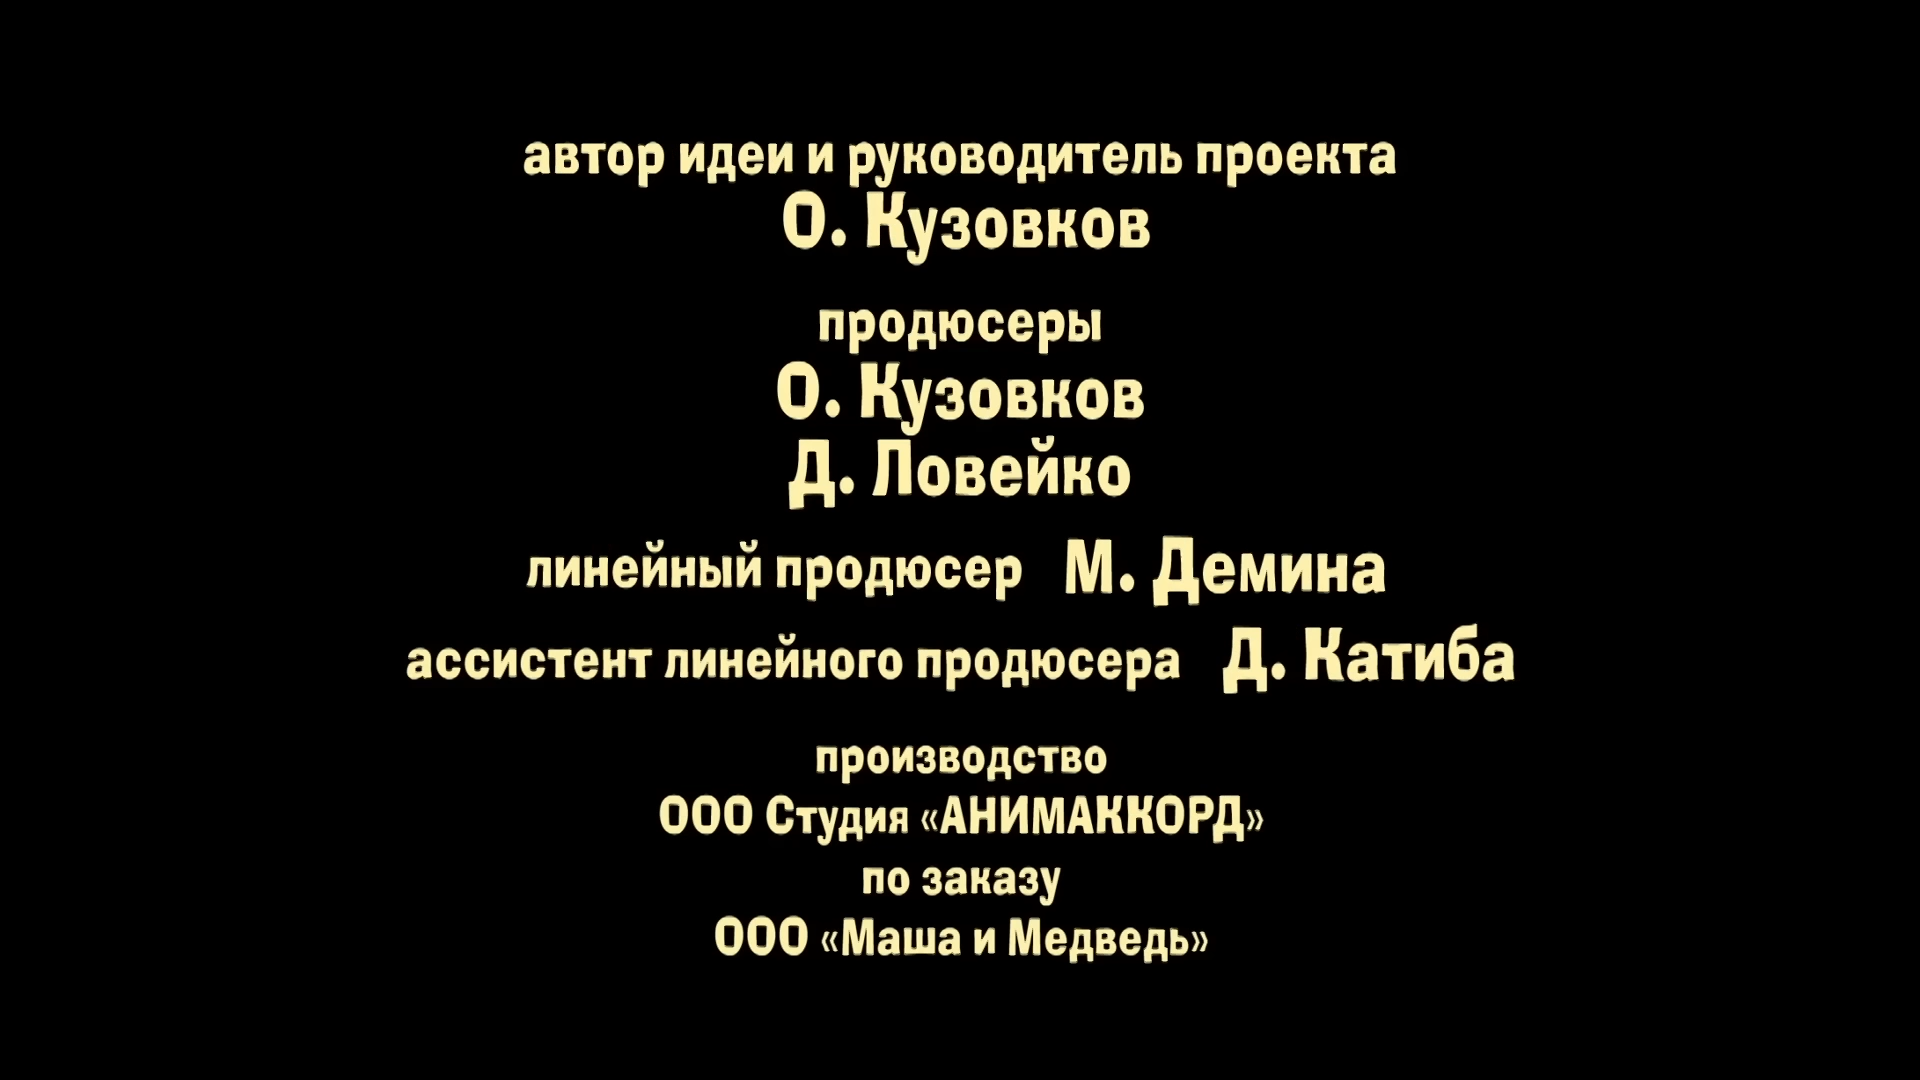 автор идеи и руководитель проекта
О. Кузовков
продюсеры
О. Кузовков
Д. Ловейко
линейный продюсер М. Демина
ассистент линейного продюсера Д. Катиба
производство
ООО Студия «АНИМАККОРД»
по заказу
ООО «Маша и Медведь»